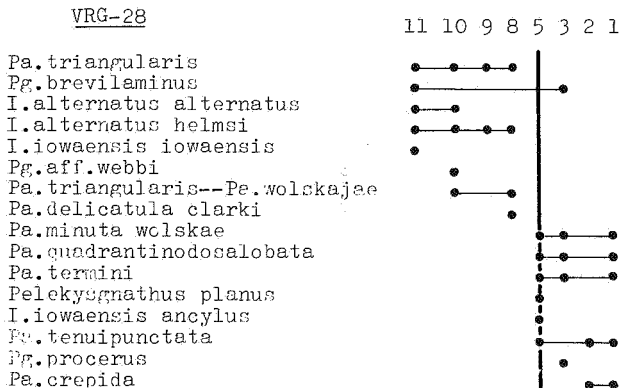 VRG-28
11 10 9 8 5 3 2 1
Pa.triangularis
Pg.brevilaminus
I.alternatus alternatus
I.alternatus helmsi
I.iowaensis iowaensis
Pg.aff.webbi
Pa.triangularis--Pe.wolskajae
Pa.delicatula clarki
Pa.minuta wolskae
Pa.quadrantinodosalobata
Pa.termini
Pelekysgnathus planus
I.iowaensis ancylus
Pa.tenuipunctata
Pg.procerus
Pa.crepida